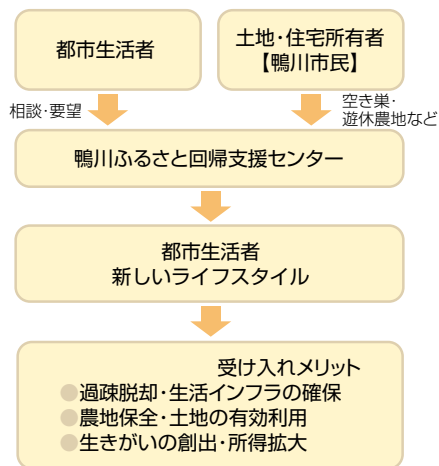 都市生活者
土地・住宅所有者
【鴨川市民】
相談・要望
空き巣・
遊休農地など
鴨川ふるさと回帰支援センター
都市生活者
新しいライフスタイル
受け入れメリット
●過疎脱却・生活インフラの確保
●農地保全・土地の有効利用
●生きがいの創出・所得拡大